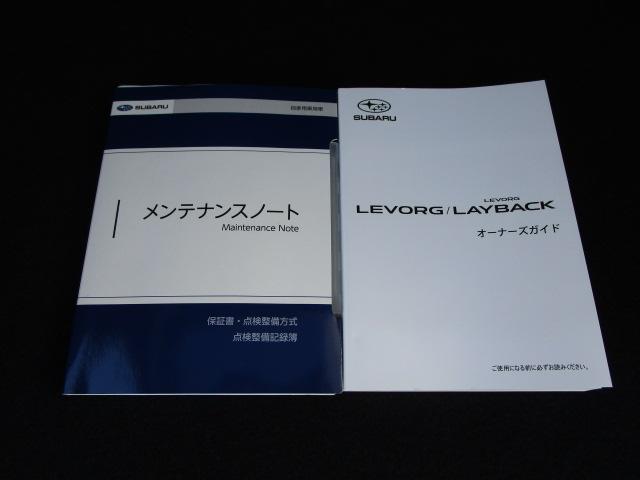 SUBARU
自家用乗用車
メンテナンスノート
Maintenance Note
保証書・点検整備方式
点検整備記録簿
SUBARU
LEVORG
LEVORG/LAYBACK
オーナーズガイド
ご使用になる前に必ずお読みください。